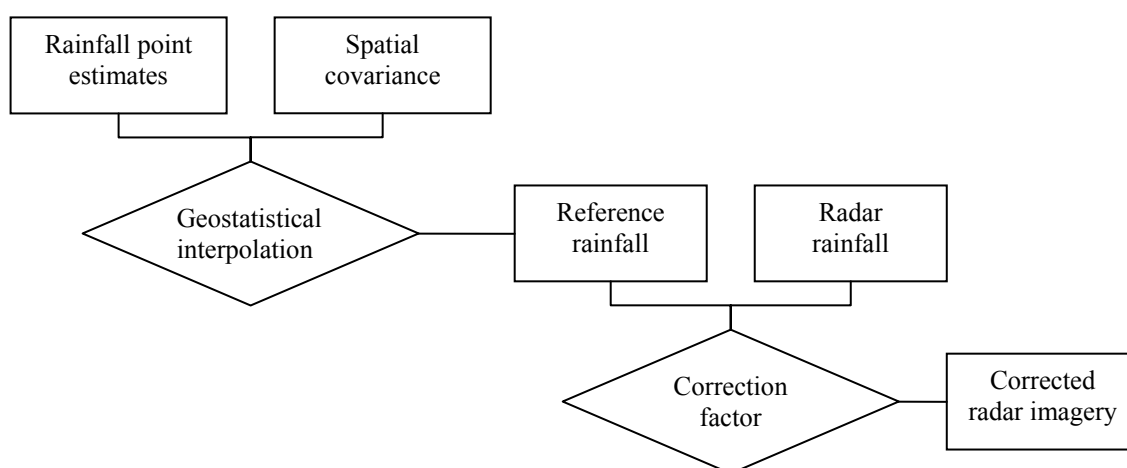 Rainfall point
estimates
Spatial
covariance
Geostatistical
interpolation
Reference
rainfall
Radar
rainfall
Correction
factor
Corrected
radar imagery